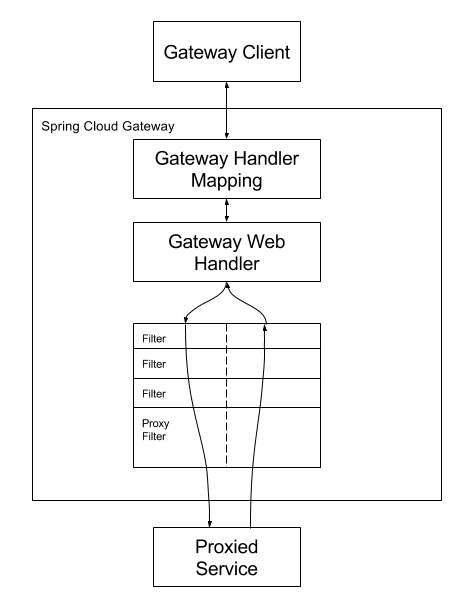 Gateway Client
Spring Cloud Gateway
Gateway Handler
Mapping
Gateway Web
Handler
Filter
Filter
Filter
Proxy
Filter
Proxied
Service